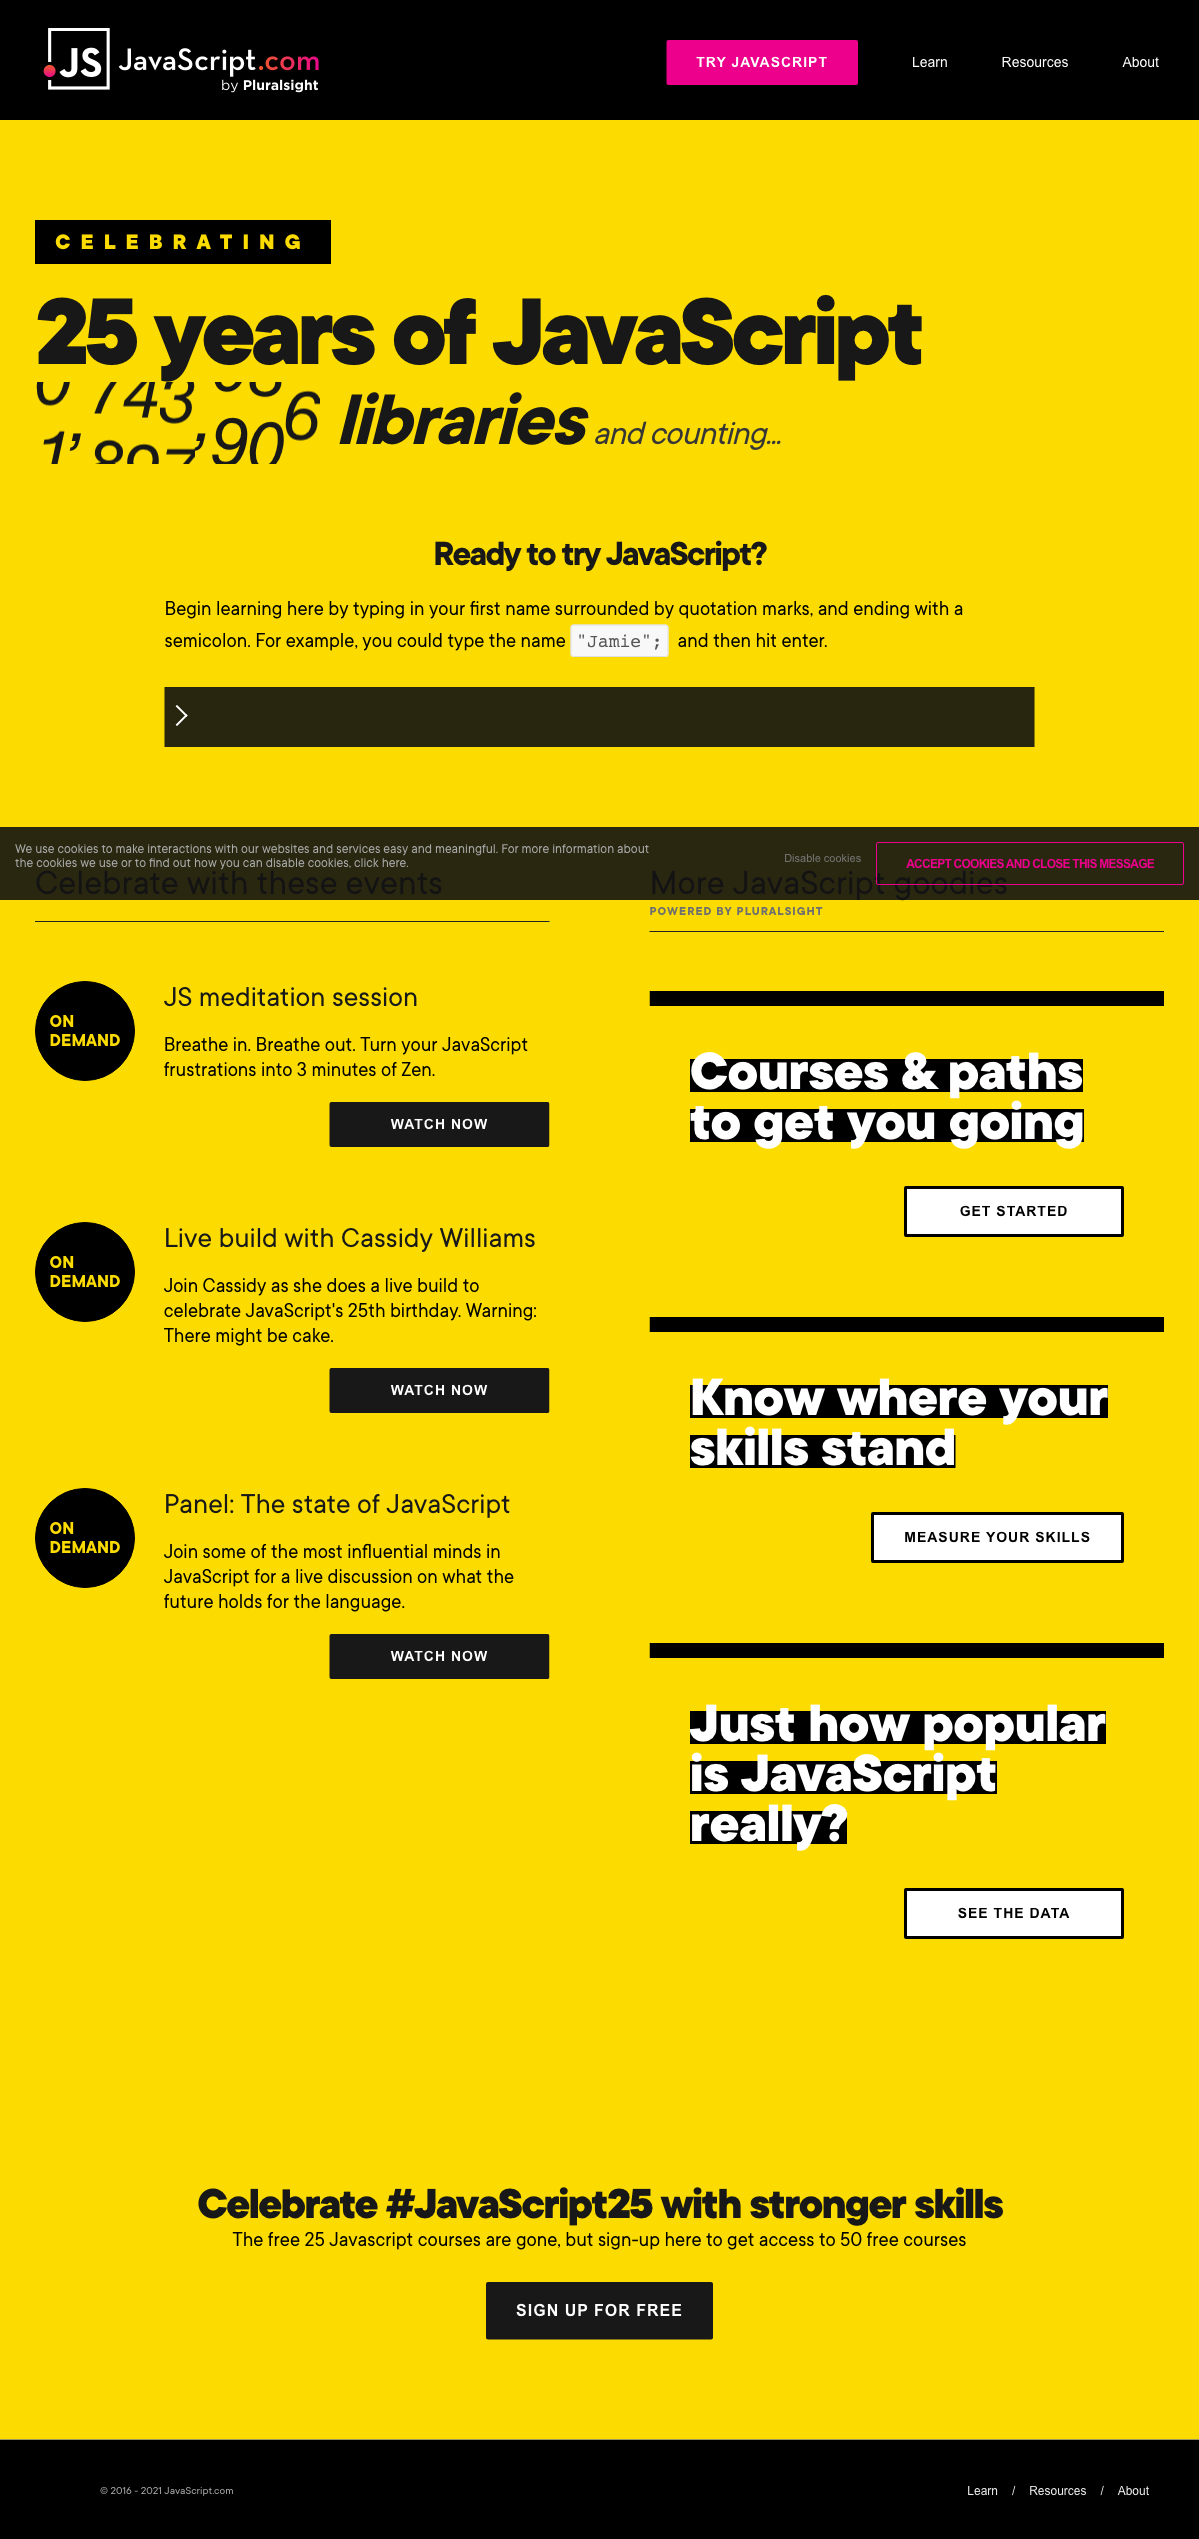 JS JavaScript.com
by Pluralsight
TRY JAVASCRIPT
Learn
Resources
About
CELEBRATING
25 years of JavaScript
libraries and counting...
Ready to try JavaScript?
Begin learning here by typing in your first name surrounded by quotation marks, and ending with a
semicolon. For example, you could type the name "Jamie"; and then hit enter.
We use cookies to make interactions with our websites and services easy and meaningful. For more information about
the cookies we use or to find out how you can disable cookies, click here.
Disable cookies
ACCEPT COOKIES AND CLOSE THIS MESSAGE
Celebrate with these events
JS meditation session
ON
DEMAND
Breathe in. Breathe out. Turn your JavaScript
frustrations into 3 minutes of Zen.
WATCH NOW
Live build with Cassidy Williams
ON
DEMAND
Join Cassidy as she does a live build to
celebrate JavaScript's 25th birthday. Warning:
There might be cake.
WATCH NOW
Panel: The state of JavaScript
ON
DEMAND
Join some of the most influential minds in
JavaScript for a live discussion on what the
future holds for the language.
WATCH NOW
More JavaScript goodies
POWERED BY PLURALSIGHT
Courses & paths
to get you going
GET STARTED
Know where your
skills stand
MEASURE YOUR SKILLS
Just how popular
is JavaScript
really?
SEE THE DATA
Celebrate #JavaScript25 with stronger skills
The free 25 Javascript courses are gone, but sign-up here to get access to 50 free courses
SIGN UP FOR FREE
© 2016 - 2021 JavaScript.com
Learn / Resources / About